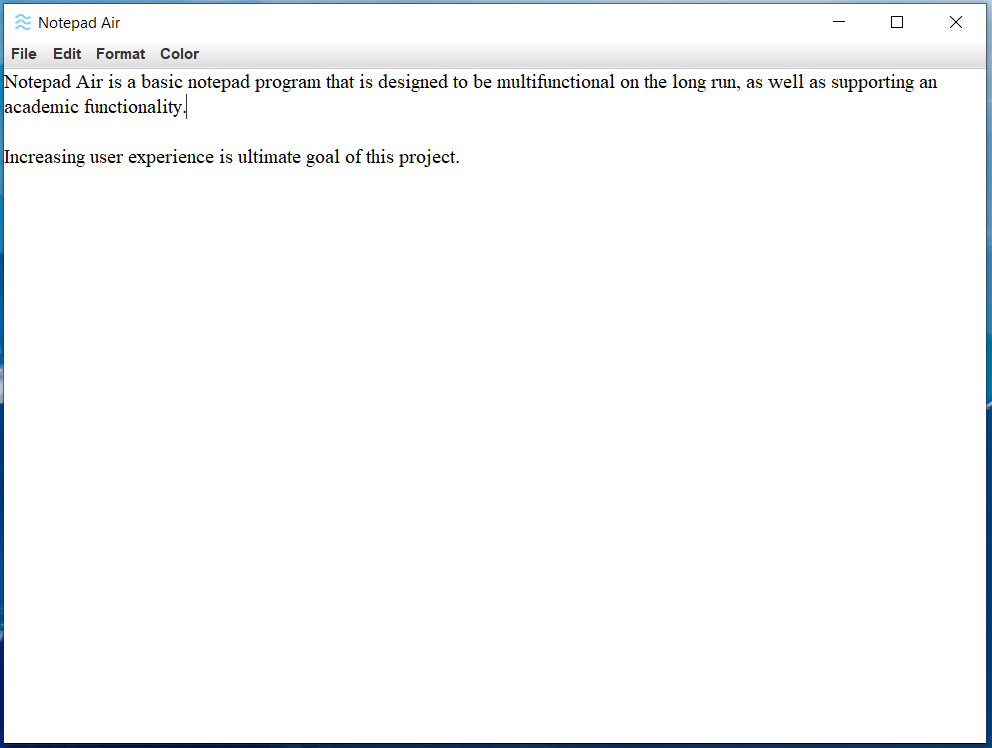 Notepad Air
File Edit Format Color
Notepad Air is a basic notepad program that is designed to be multifunctional on the long run, as well as supporting an
academic functionality.
Increasing user experience is ultimate goal of this project.